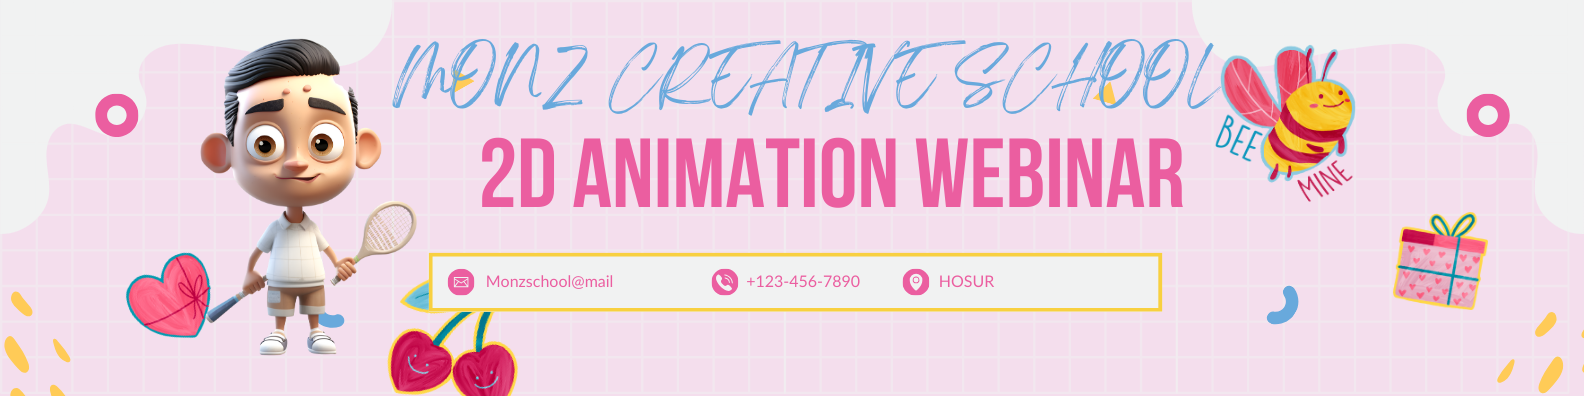 MONZ CREATIVE SCHOOL
2D ANIMATION WEBINAR
BEE
MINE
Monzschool@mail
+123-456-7890
HOSUR